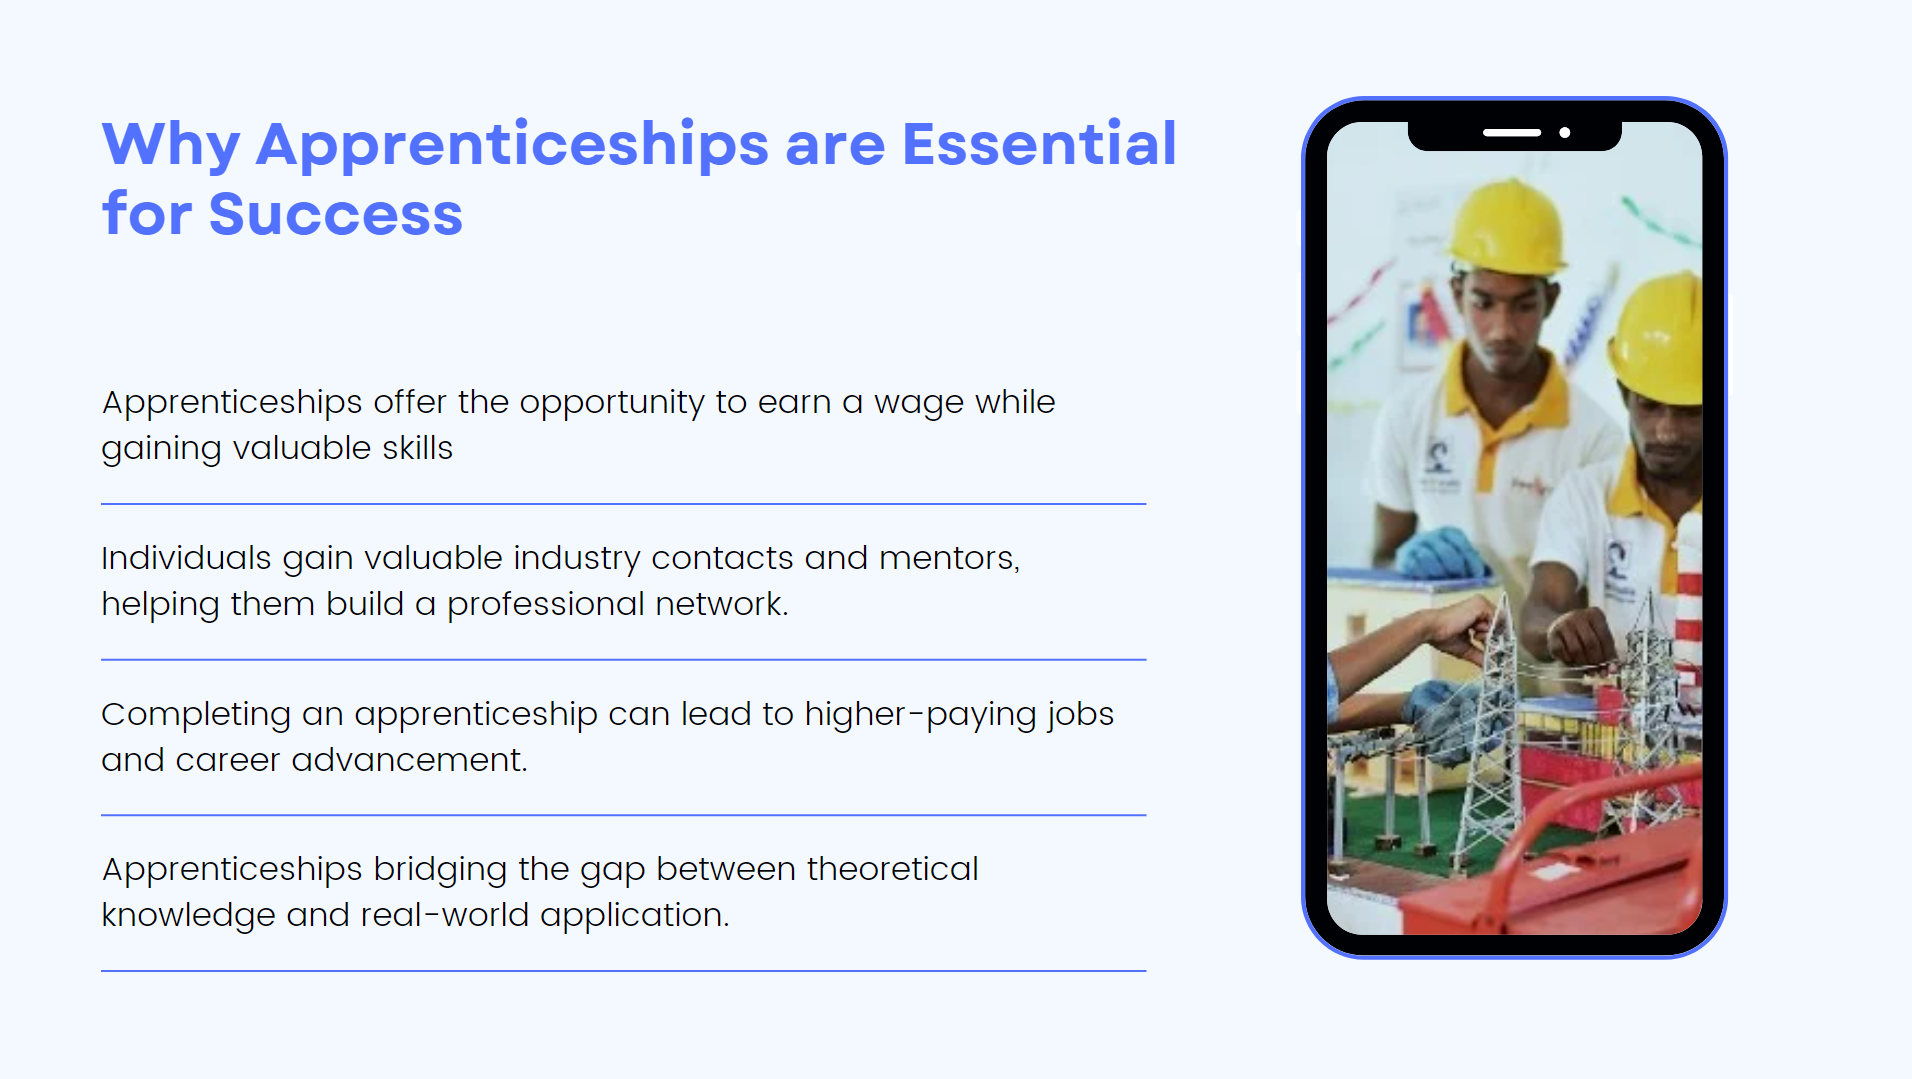 Why Apprenticeships are Essential
for Success
Apprenticeships offer the opportunity to earn a wage while
gaining valuable skills
Individuals gain valuable industry contacts and mentors,
helping them build a professional network.
Completing an apprenticeship can lead to higher-paying jobs
and career advancement.
Apprenticeships bridging the gap between theoretical
knowledge and real-world application.